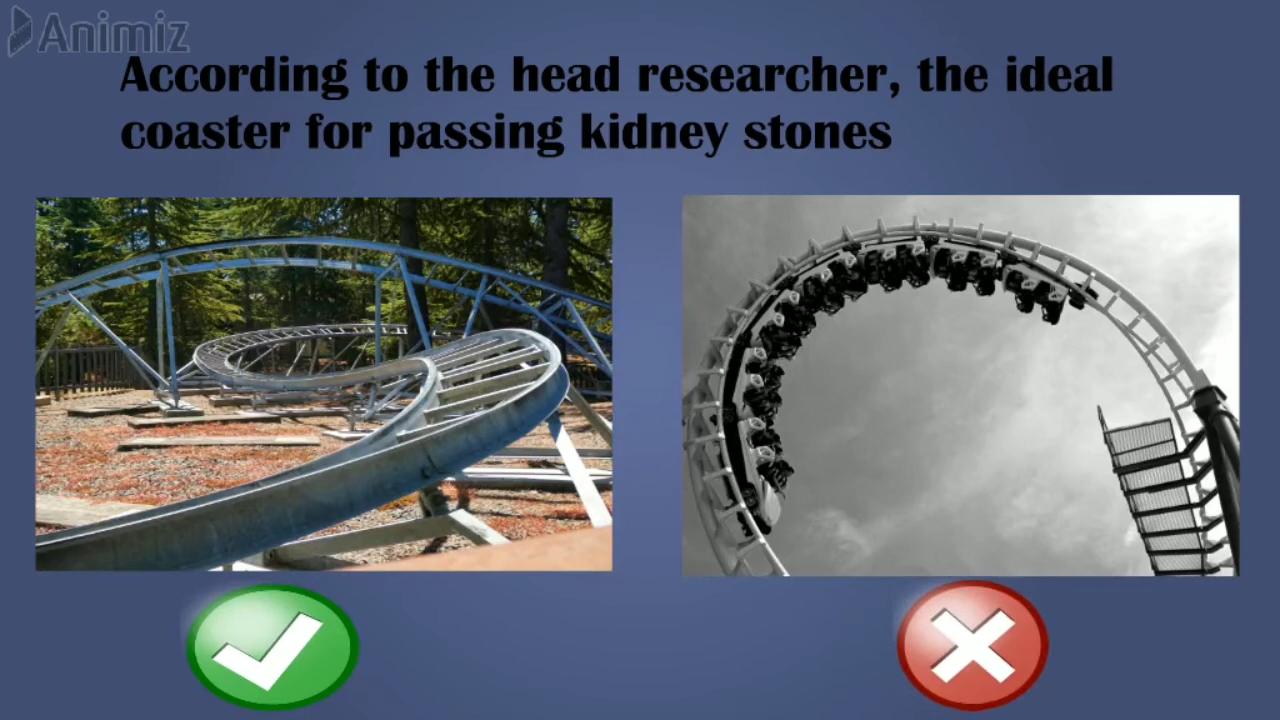 Animiz
According to the head researcher, the ideal
coaster for passing kidney stones